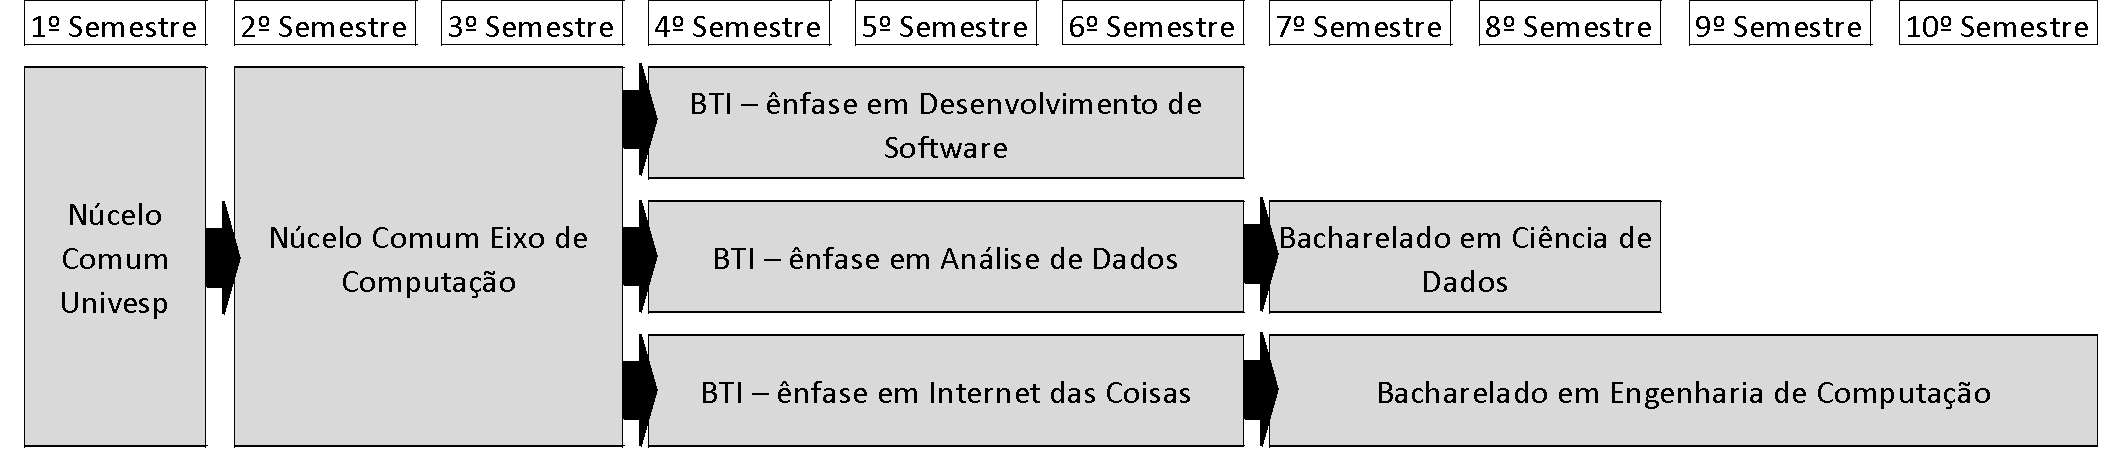 1º Semestre
2º Semestre
3º Semestre
4º Semestre
5º Semestre
6º Semestre
7º Semestre
8º Semestre
9º Semestre
10º Semestre
Núcelo
Comum
Univesp
Núcelo Comum Eixo de
Computação
BTI – ênfase em Desenvolvimento de
Software
BTI – ênfase em Análise de Dados
Bacharelado em Ciência de
Dados
BTI – ênfase em Internet das Coisas
Bacharelado em Engenharia de Computação